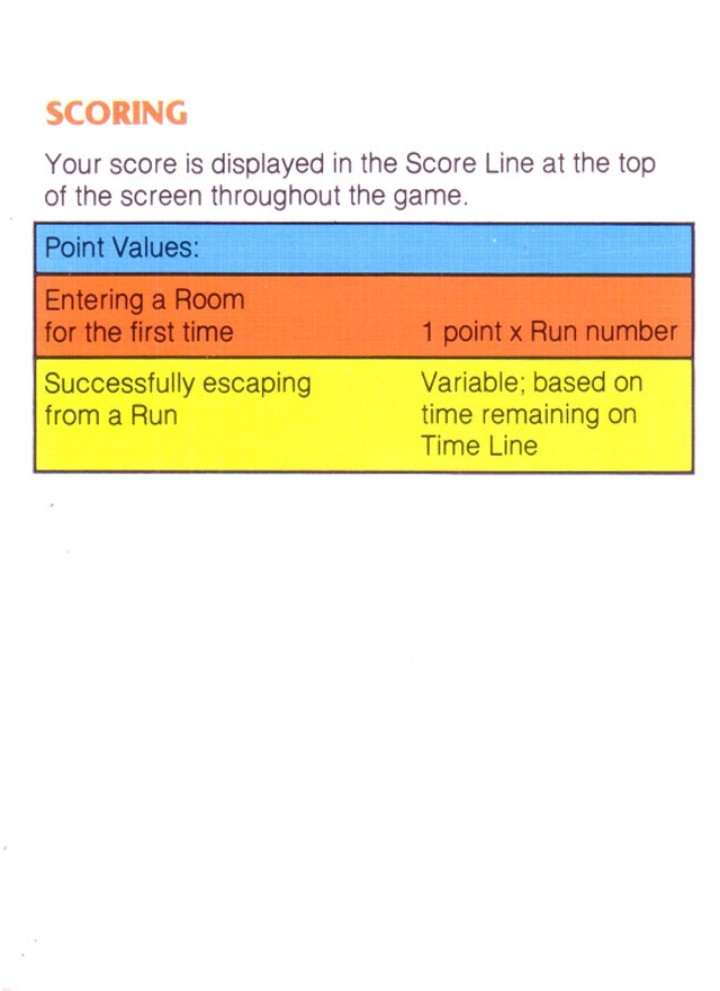 SCORING
Your score is displayed in the Score Line at the top
of the screen throughout the game.
Point Values:
Entering a Room
for the first time 1 point x Run number
Successfully escaping Variable; based on
from a Run time remaining on
Time Line